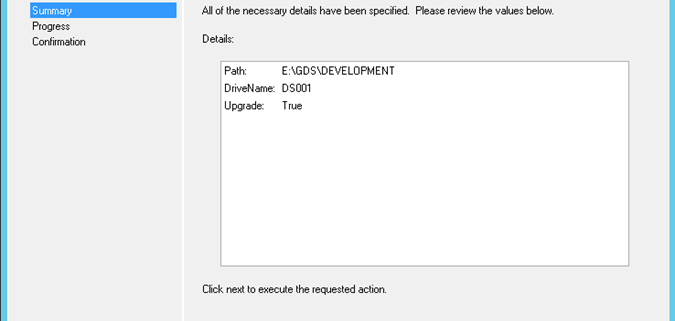 Summary
Progress
Confirmation
All of the necessary details have been specified.  Please review the values below.
Details:
Path: E:\GDS\DEVELOPMENT
DriveName: DS001
Upgrade: True
Click next to execute the requested action.